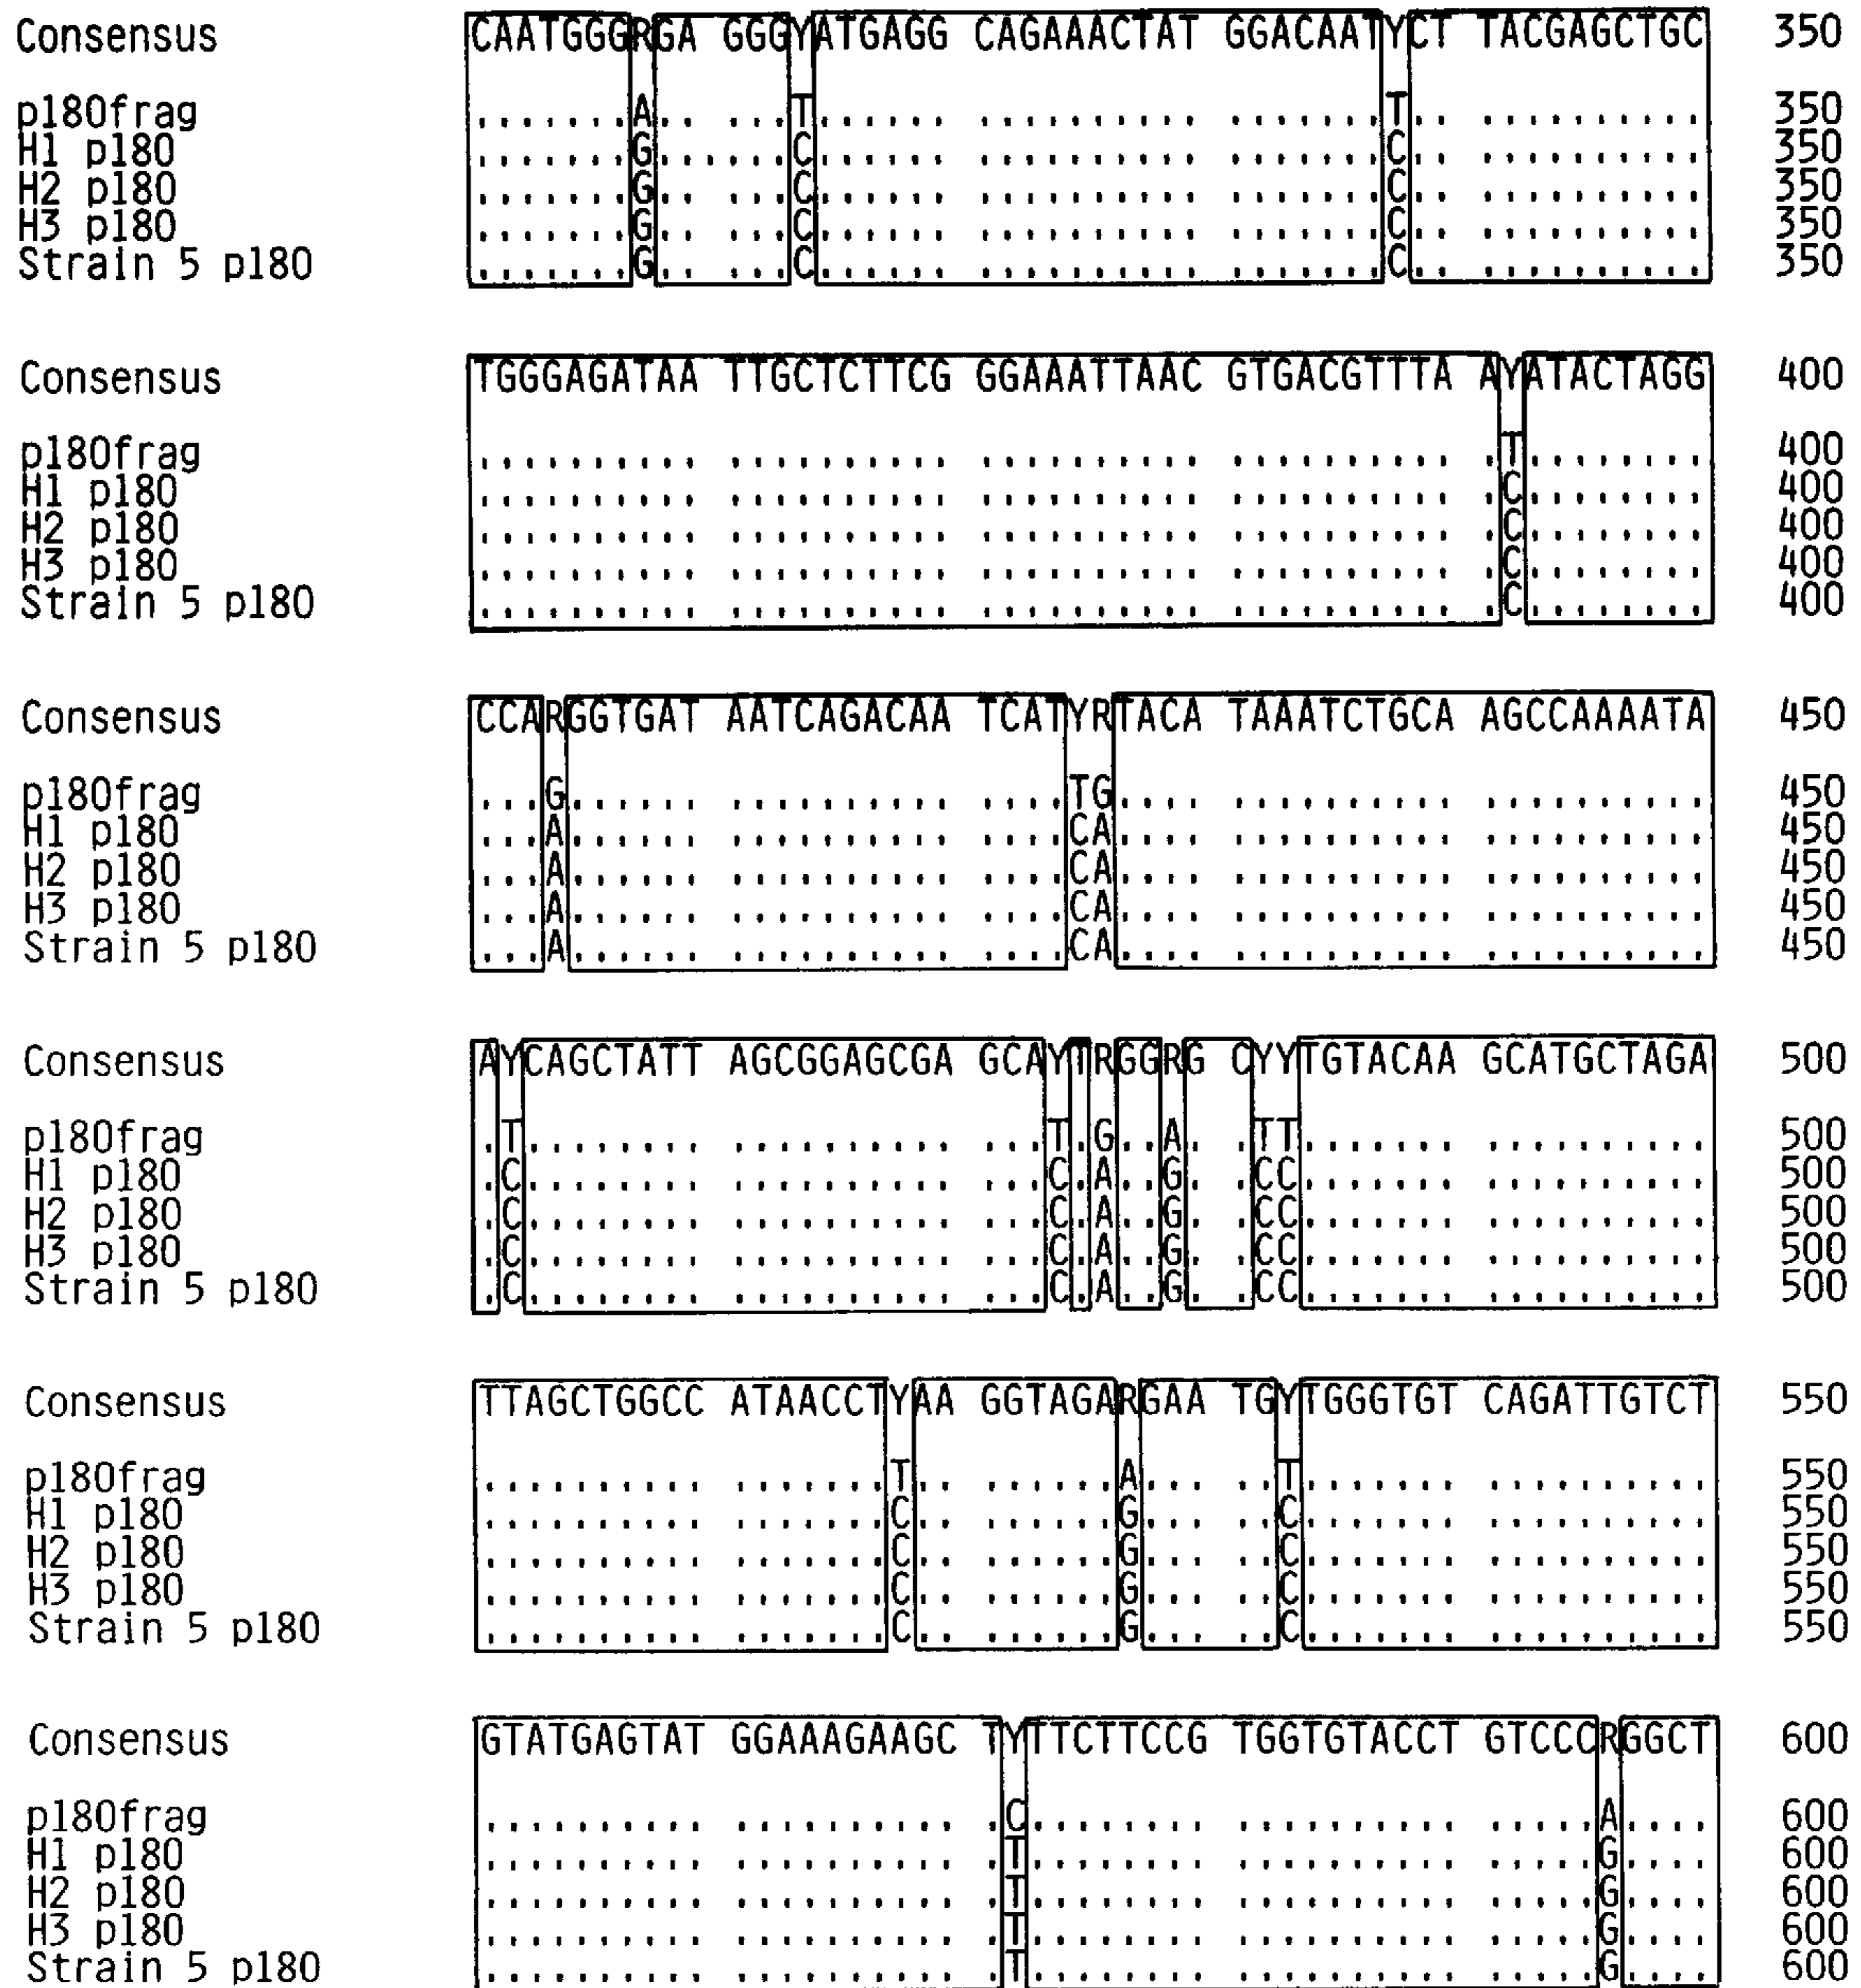 Consensus CAATGGGRGA GGGYATGAGG CAGAAACTAT GGACAATYCT TACGAGCTGC 350
p180frag .......A.. ...T...... .......... .......T.. .......... 350
H1 p180 .......G.. ...C...... .......... .......C.. .......... 350
H2 p180 .......G.. ...C...... .......... .......C.. .......... 350
H3 p180 .......G.. ...C...... .......... .......C.. .......... 350
Strain 5 p180 .......G.. ...C...... .......... .......C.. .......... 350
Consensus TGGGAGATAA TTGCTCTTCG GGAAATTAAC GTGACGTTTA AYATACTAGG 400
p180frag .......... .......... .......... .......... .T........ 400
H1 p180 .......... .......... .......... .......... .C........ 400
H2 p180 .......... .......... .......... .......... .C........ 400
H3 p180 .......... .......... .......... .......... .C........ 400
Strain 5 p180 .......... .......... .......... .......... .C........ 400
Consensus CCARGGTGAT AATCAGACAA TCATYRTACA TAAATCTGCA AGCCAAAATA 450
p180frag ...G...... .......... ....TG.... .......... .......... 450
H1 p180 ...A...... .......... ....CA.... .......... .......... 450
H2 p180 ...A...... .......... ....CA.... .......... .......... 450
H3 p180 ...A...... .......... ....CA.... .......... .......... 450
Strain 5 p180 ...A...... .......... ....CA.... .......... .......... 450
Consensus AYCAGCTATT AGCGGAGCGA GCAYTRGGRG CYYTGTACAA GCATGCTAGA 500
p180frag .T........ .......... ...T.G..A. .TT....... .......... 500
H1 p180 .C........ .......... ...C.A..G. .CC....... .......... 500
H2 p180 .C........ .......... ...C.A..G. .CC....... .......... 500
H3 p180 .C........ .......... ...C.A..G. .CC....... .......... 500
Strain 5 p180 .C........ .......... ...C.A..G. .CC....... .......... 500
Consensus TTAGCTGGCC ATAACCTYAA GGTAGARGAA TGYTGGGTGT CAGATTGTCT 550
p180frag .......... .......T.. ......A... ..T....... .......... 550
H1 p180 .......... .......C.. ......G... ..C....... .......... 550
H2 p180 .......... .......C.. ......G... ..C....... .......... 550
H3 p180 .......... .......C.. ......G... ..C....... .......... 550
Strain 5 p180 .......... .......C.. ......G... ..C....... .......... 550
Consensus GTATGAGTAT GGAAAGAAGC TYTTCTTCCG TGGTGTACCT GTCCCRGGCT 600
p180frag .......... .......... .C........ .......... .....A.... 600
H1 p180 .......... .......... .T........ .......... .....G.... 600
H2 p180 .......... .......... .T........ .......... .....G.... 600
H3 p180 .......... .......... .T........ .......... .....G.... 600
Strain 5 p180 .......... .......... .T........ .......... .....G.... 600